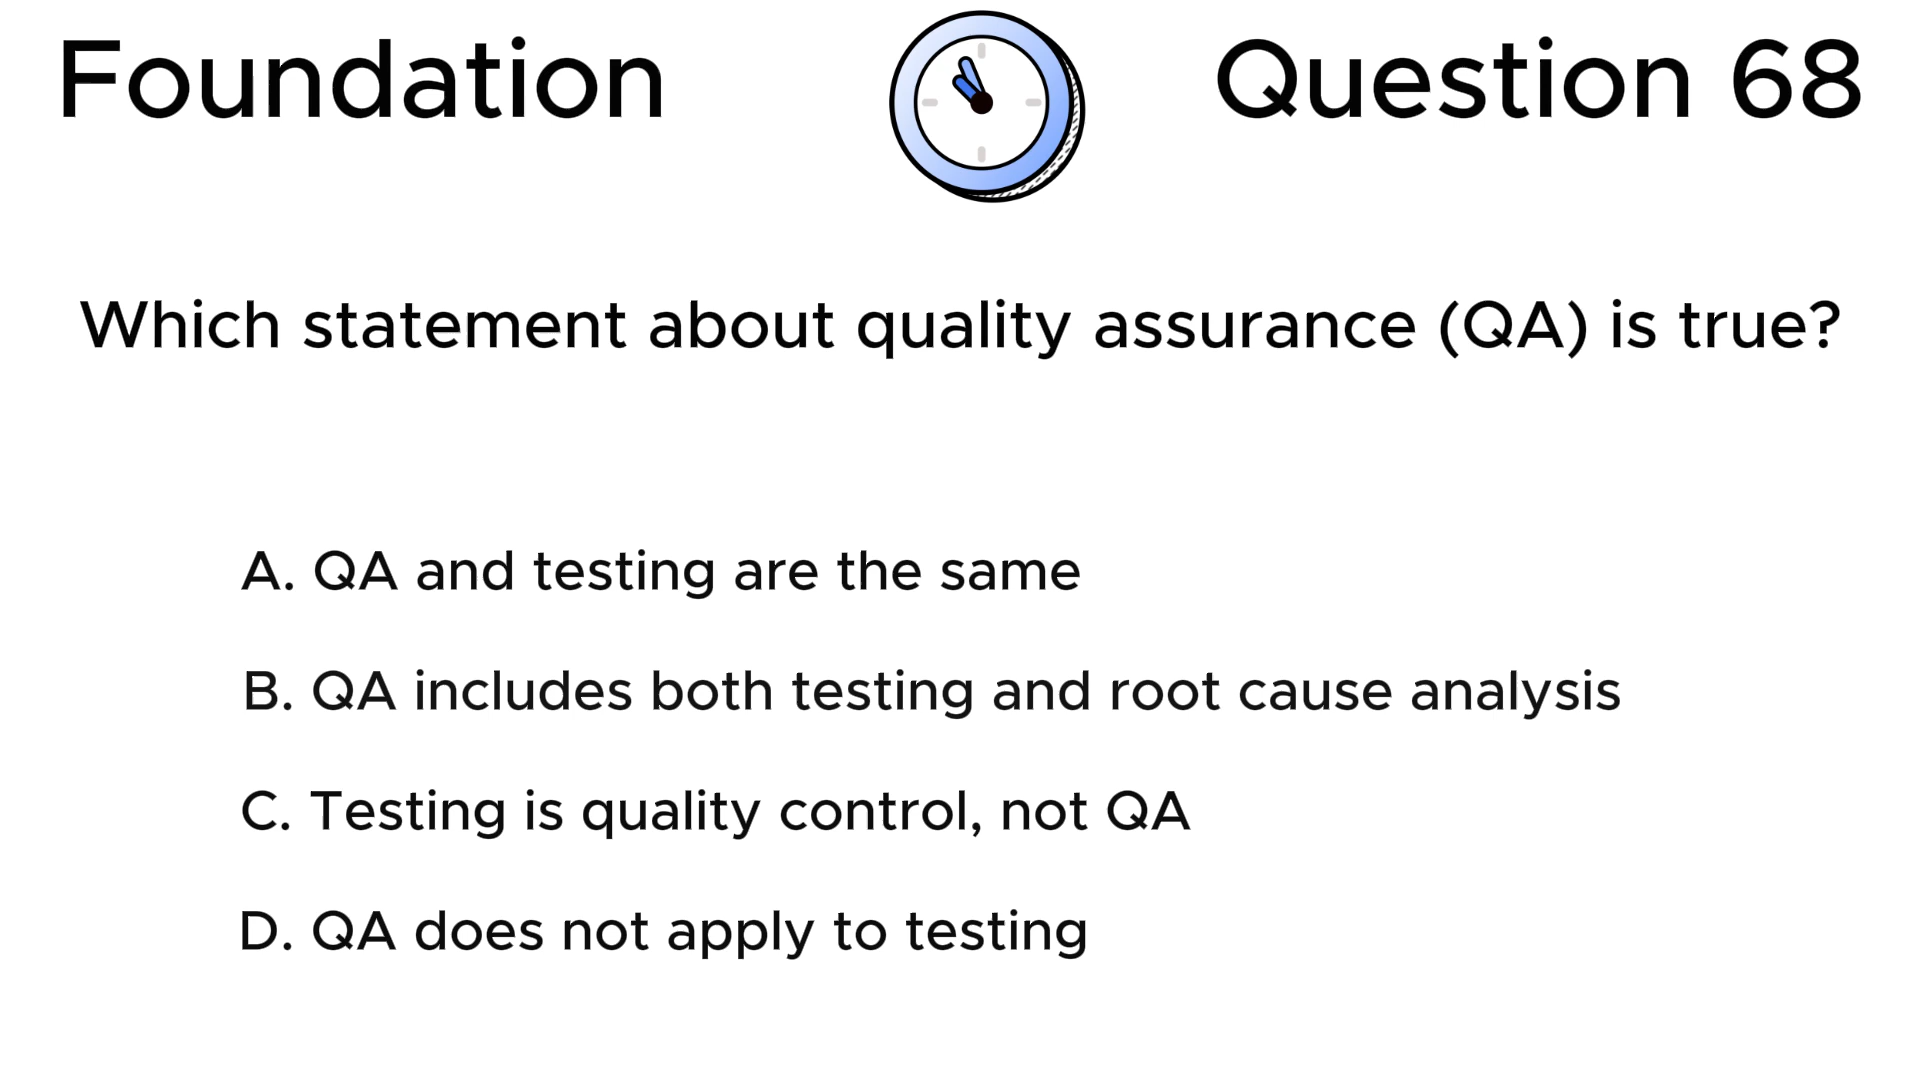 Foundation
Question 68
Which statement about quality assurance (QA) is true?
A. QA and testing are the same
B. QA includes both testing and root cause analysis
C. Testing is quality control, not QA
D. QA does not apply to testing